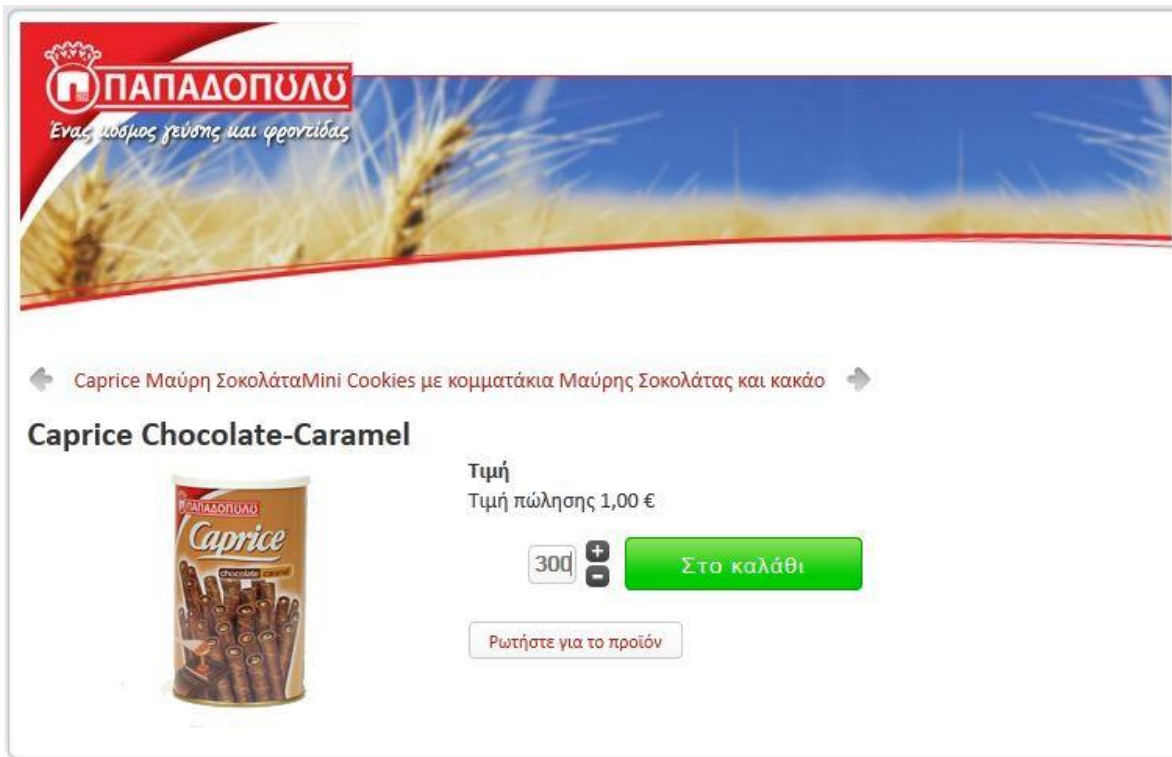 ΠΑΠΑΔΟΠΟΥΛΟΥ
Ένας κόσμος γεύσης και φροντίδας
Caprice Μαύρη ΣοκολάταMini Cookies με κομματάκια Μαύρης Σοκολάτας και κακάο
Caprice Chocolate-Caramel
Τιμή
Τιμή πώλησης 1,00 €
300
+
-
Στο καλάθι
Ρωτήστε για το προϊόν
ΠΑΠΑΔΟΠΟΥΛΟΥ
Caprice
chocolate caramel